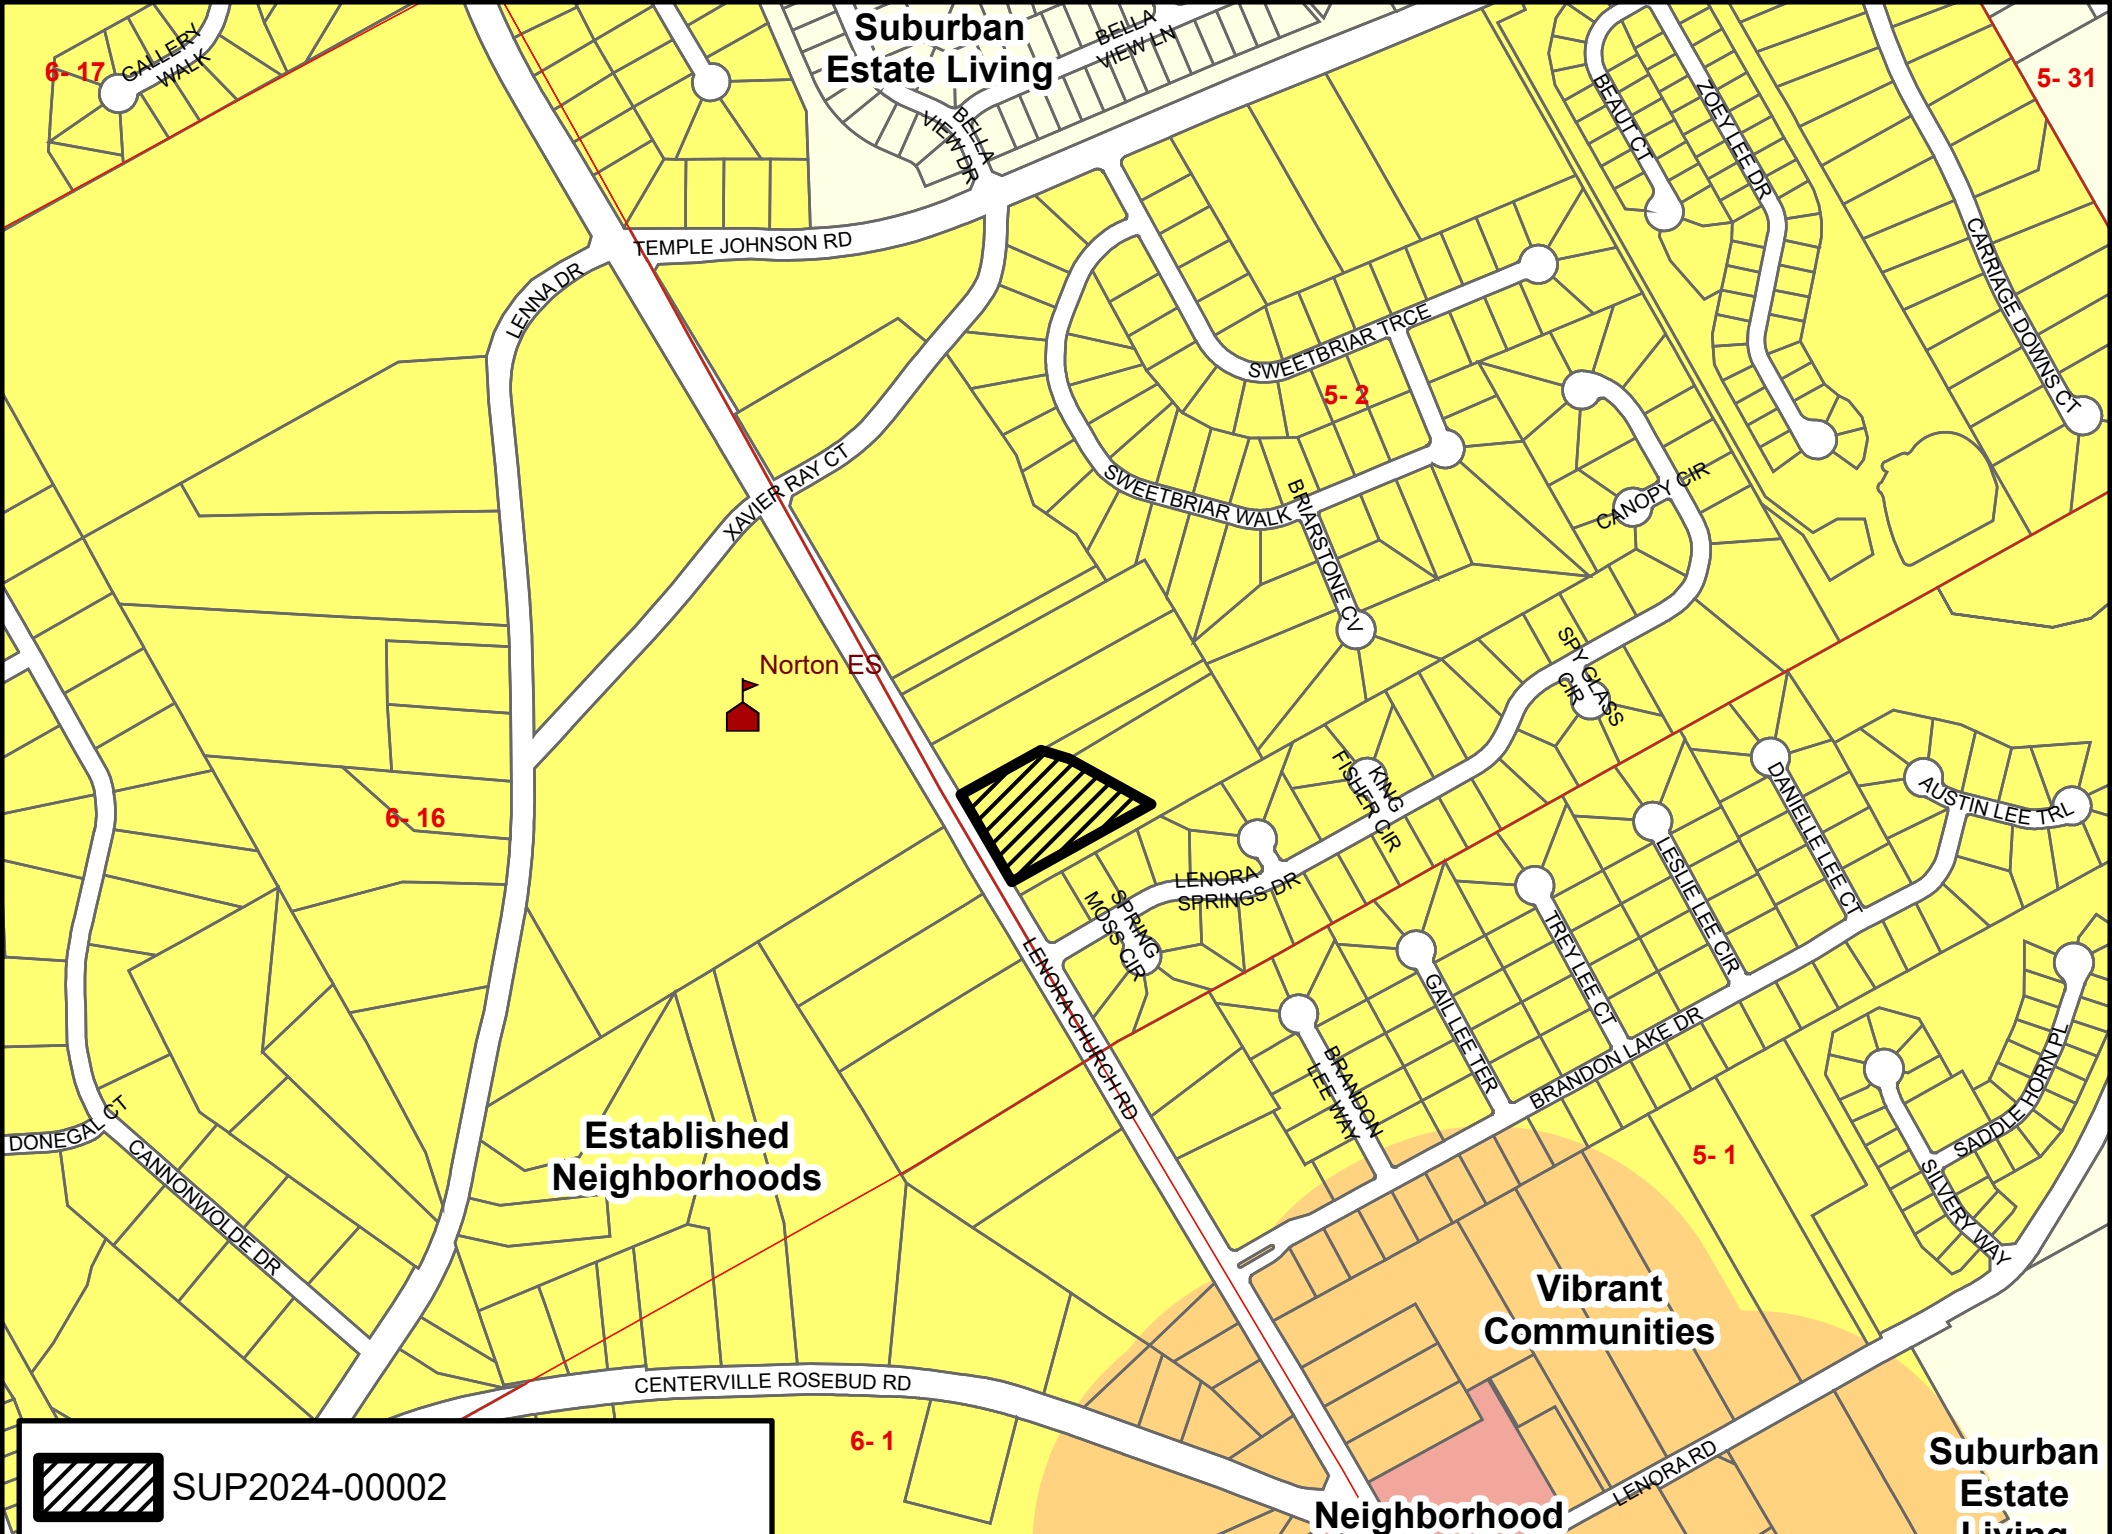 Suburban
Estate Living
BELLA
VIEW LN
GALLERY
WALK
6- 17
5- 31
BEAUT CT
ZOEY LEE DR
BELLA
VIEW DR
CARRIAGE DOWNS CT
TEMPLE JOHNSON RD
LENNA DR
SWEETBRIAR TRCE
5- 2
XAVIER RAY CT
SWEETBRIAR WALK
BRIARSTONE CV
CANOPY CIR
Norton ES
SPY GLASS
CIR
KING
FISHER CIR
DANIELLE LEE CT
AUSTIN LEE TRL
6- 16
LESLIE LEE CIR
LENORA
SPRINGS DR
SPRING
MOSS CIR
TREY LEE CT
GAIL LEE TER
LENORA CHURCH RD
BRANDON LAKE DR
BRANDON
LEE WAY
SADDLE HORN PL
SILVERY WAY
DONEGAL CT
CANNONWOLDE DR
Established
Neighborhoods
5- 1
Vibrant
Communities
CENTERVILLE ROSEBUD RD
6- 1
LENORA RD
Suburban
Estate
Living
Neighborhood
SUP2024-00002